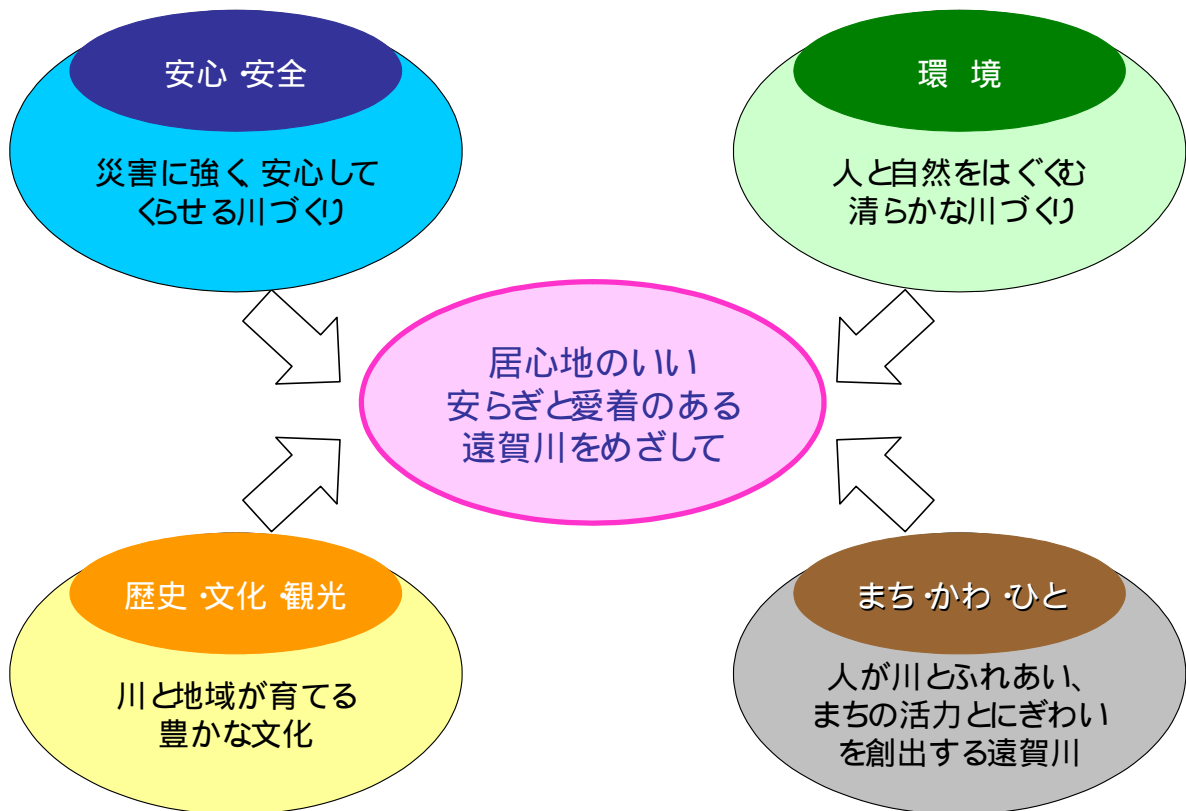 安心・安全
災害に強く、安心して
くらせる川づくり
環 境
人と自然をはぐくむ
清らかな川づくり
居心地のいい
安らぎと愛着のある
遠賀川をめざして
歴史・文化・観光
川と地域が育てる
豊かな文化
まち・かわ・ひと
人が川とふれあい、
まちの活力とにぎわい
を創出する遠賀川